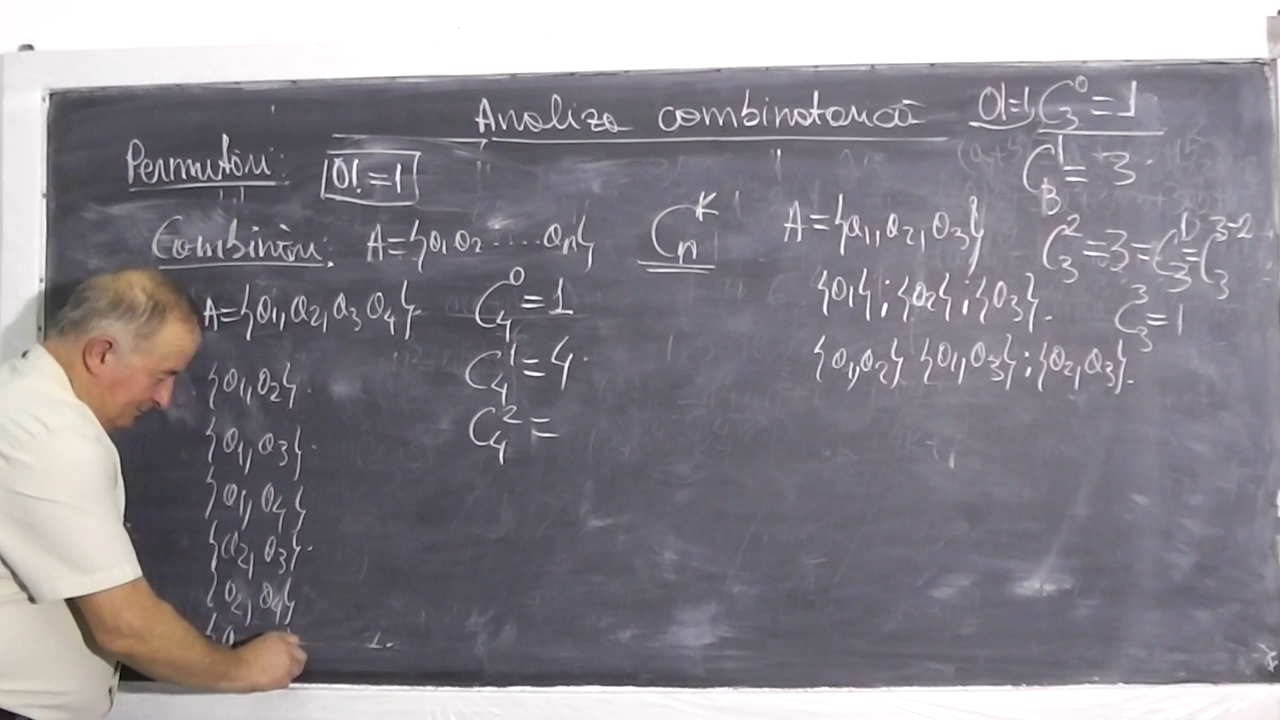 Analiza combinatorică 0!=1; C₃⁰=1
Permutări: 0!=1
C₃¹=3
Combinări: A={a₁,a₂....aₙ} Cₙᴷ A={a₁,a₂,a₃} C₃²=3=C₃¹=C₃³⁻²
A={a₁,a₂,a₃ a₄} C₄⁰=1 {a₁};{a₂};{a₃}. C₃³=1
{a₁,a₂}. C₄¹=4. {a₁,a₂} {a₁,a₃};{a₂,a₃}.
{a₁,a₃}. C₄²=
{a₁,a₄}
{a₂,a₃}.
{a₂,a₄}
{a